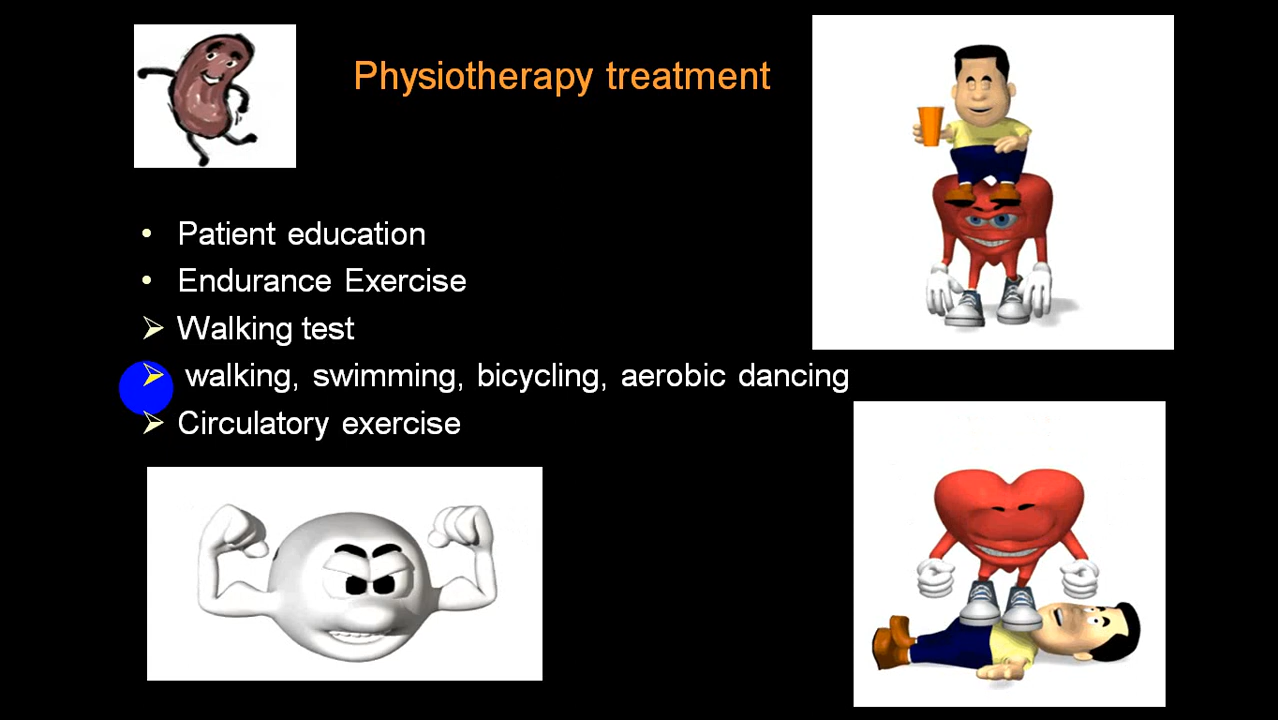 Physiotherapy treatment
• Patient education
• Endurance Exercise
➢ Walking test
➢ walking, swimming, bicycling, aerobic dancing
➢ Circulatory exercise